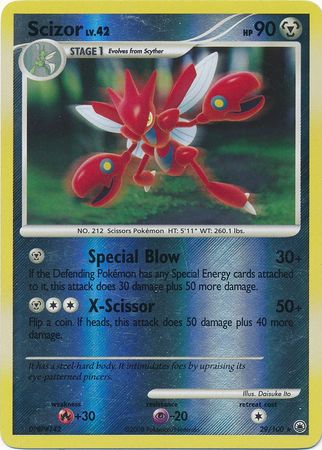 Scizor LV.42 HP 90
STAGE 1 Evolves from Scyther
NO. 212 Scissors Pokémon HT: 5'11" WT: 260.1 lbs.
Special Blow 30+
If the Defending Pokémon has any Special Energy cards attached
to it, this attack does 30 damage plus 50 more damage.
X-Scissor 50+
Flip a coin. If heads, this attack does 50 damage plus 40 more
damage.
It has a steel-hard body. It intimidates foes by upraising its
eye-patterned pincers for intimidation.
Illus. Daisuke Ito
weakness resistance retreat cost
+30 -20
©2008 Pokémon/Nintendo 29/100